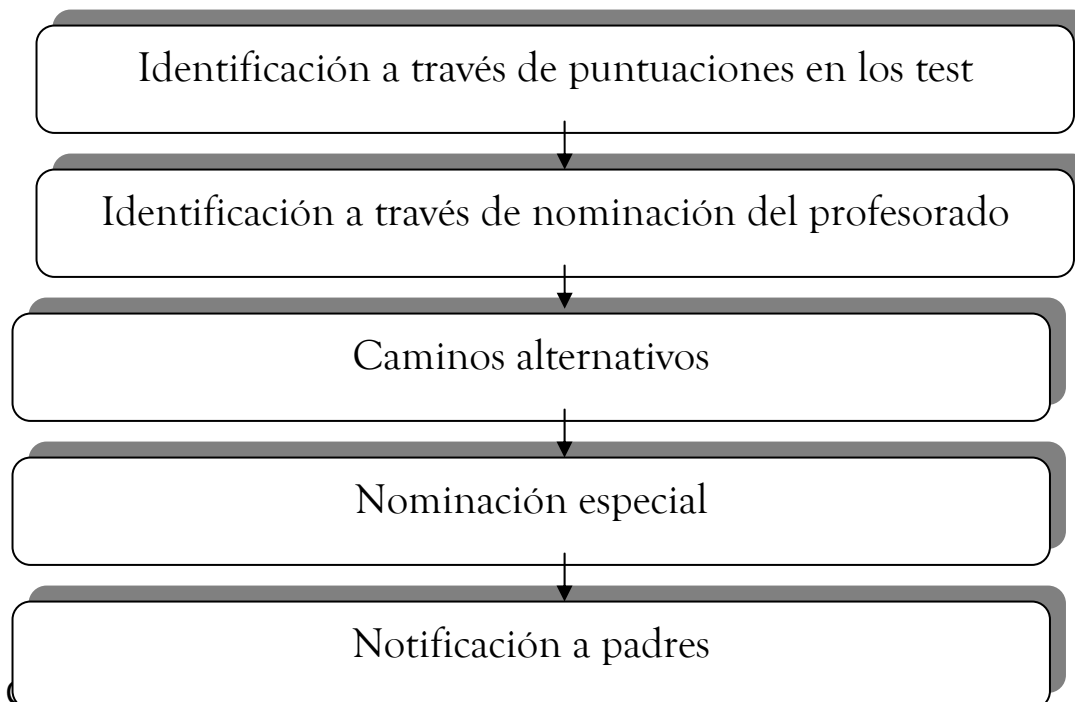 Identificación a través de puntuaciones en los test
Identificación a través de nominación del profesorado
Caminos alternativos
Nominación especial
Notificación a padres